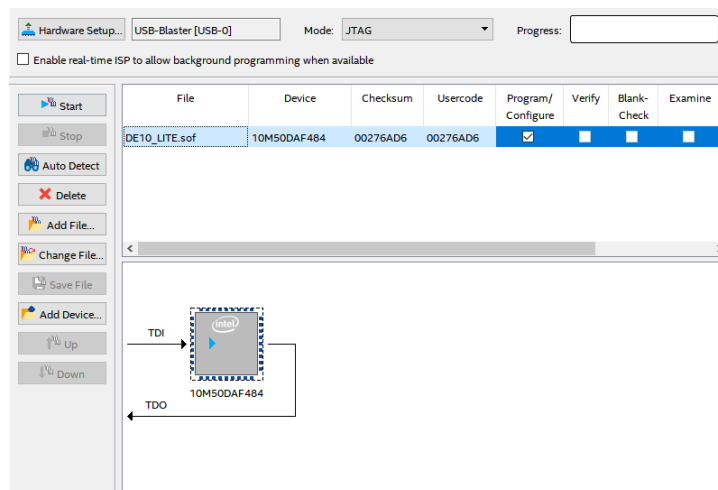 Hardware Setup... USB-Blaster [USB-0] Mode: JTAG Progress:
Enable real-time ISP to allow background programming when available
Start
Stop
Auto Detect
Delete
Add File...
Change File...
Save File
Add Device...
Up
Down
File Device Checksum Usercode Program/ Verify Blank- Examine
Configure Check
DE10_LITE.sof 10M50DAF484 00276AD6 00276AD6
intel
TDI
10M50DAF484
TDO